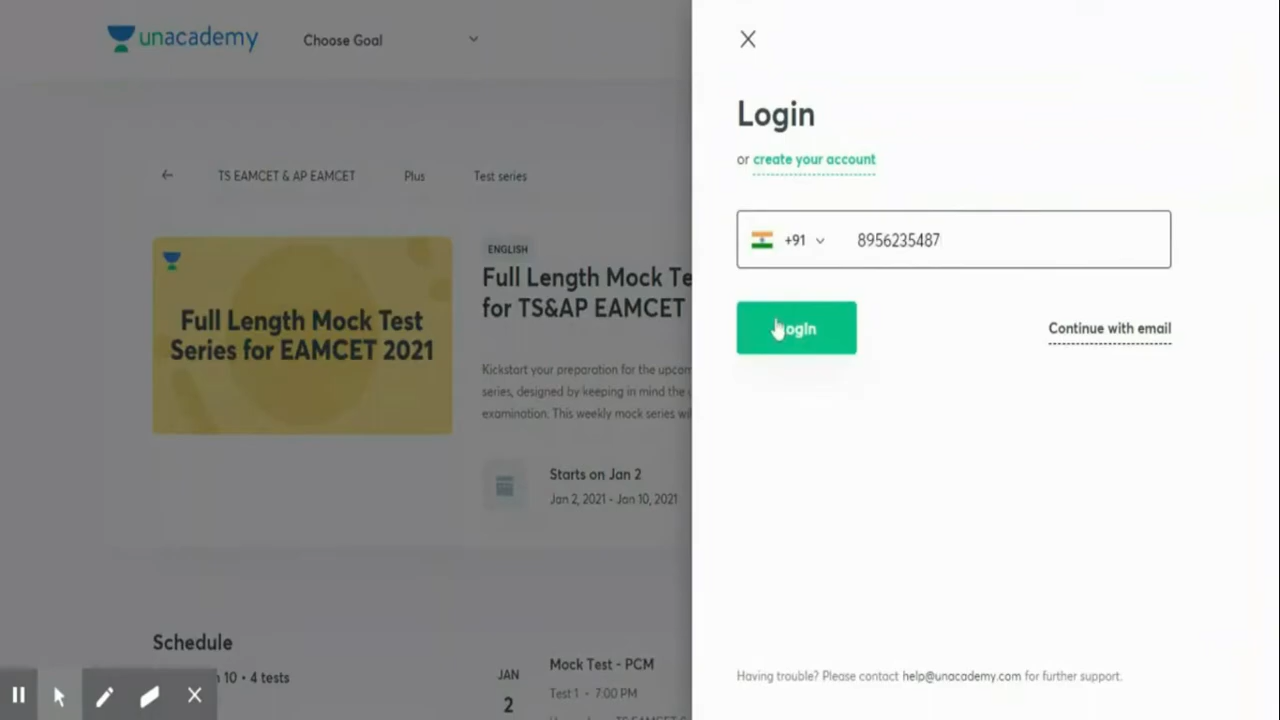 unacademy
Choose Goal
TS EAMCET & AP EAMCET Plus Test series
Full Length Mock Test
Series for EAMCET 2021
ENGLISH
Full Length Mock Te
for TS&AP EAMCET
Kickstart your preparation for the upcom
series, designed by keeping in mind the
examination. This weekly mock series wi
Starts on Jan 2
Jan 2, 2021 - Jan 10, 2021
Schedule
10 • 4 tests
JAN
2
Mock Test - PCM
Test 1 • 7:00 PM
Login
or create your account
+91 8956235487
Login
Continue with email
Having trouble? Please contact help@unacademy.com for further support.